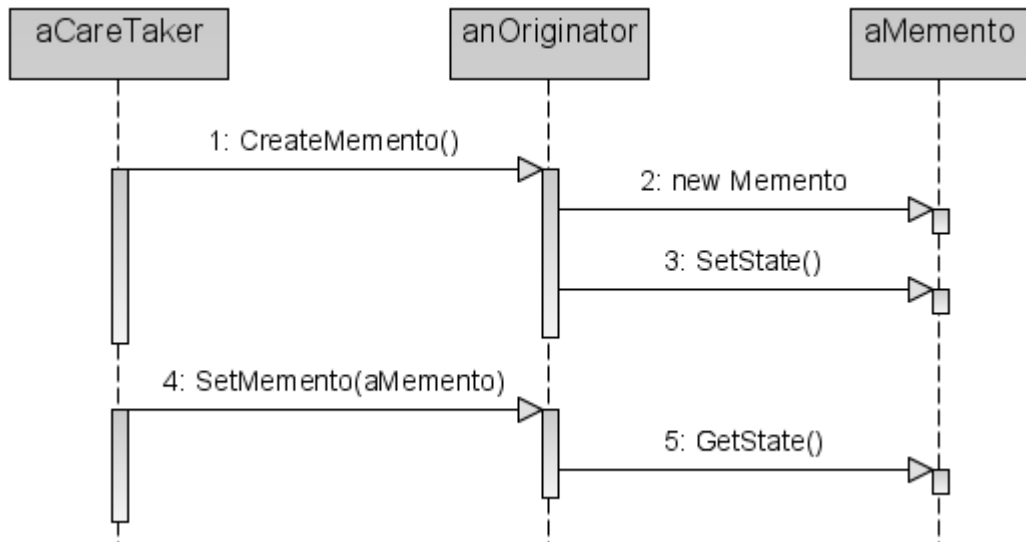 aCareTaker
anOriginator
aMemento
1: CreateMemento()
2: new Memento
3: SetState()
4: SetMemento(aMemento)
5: GetState()